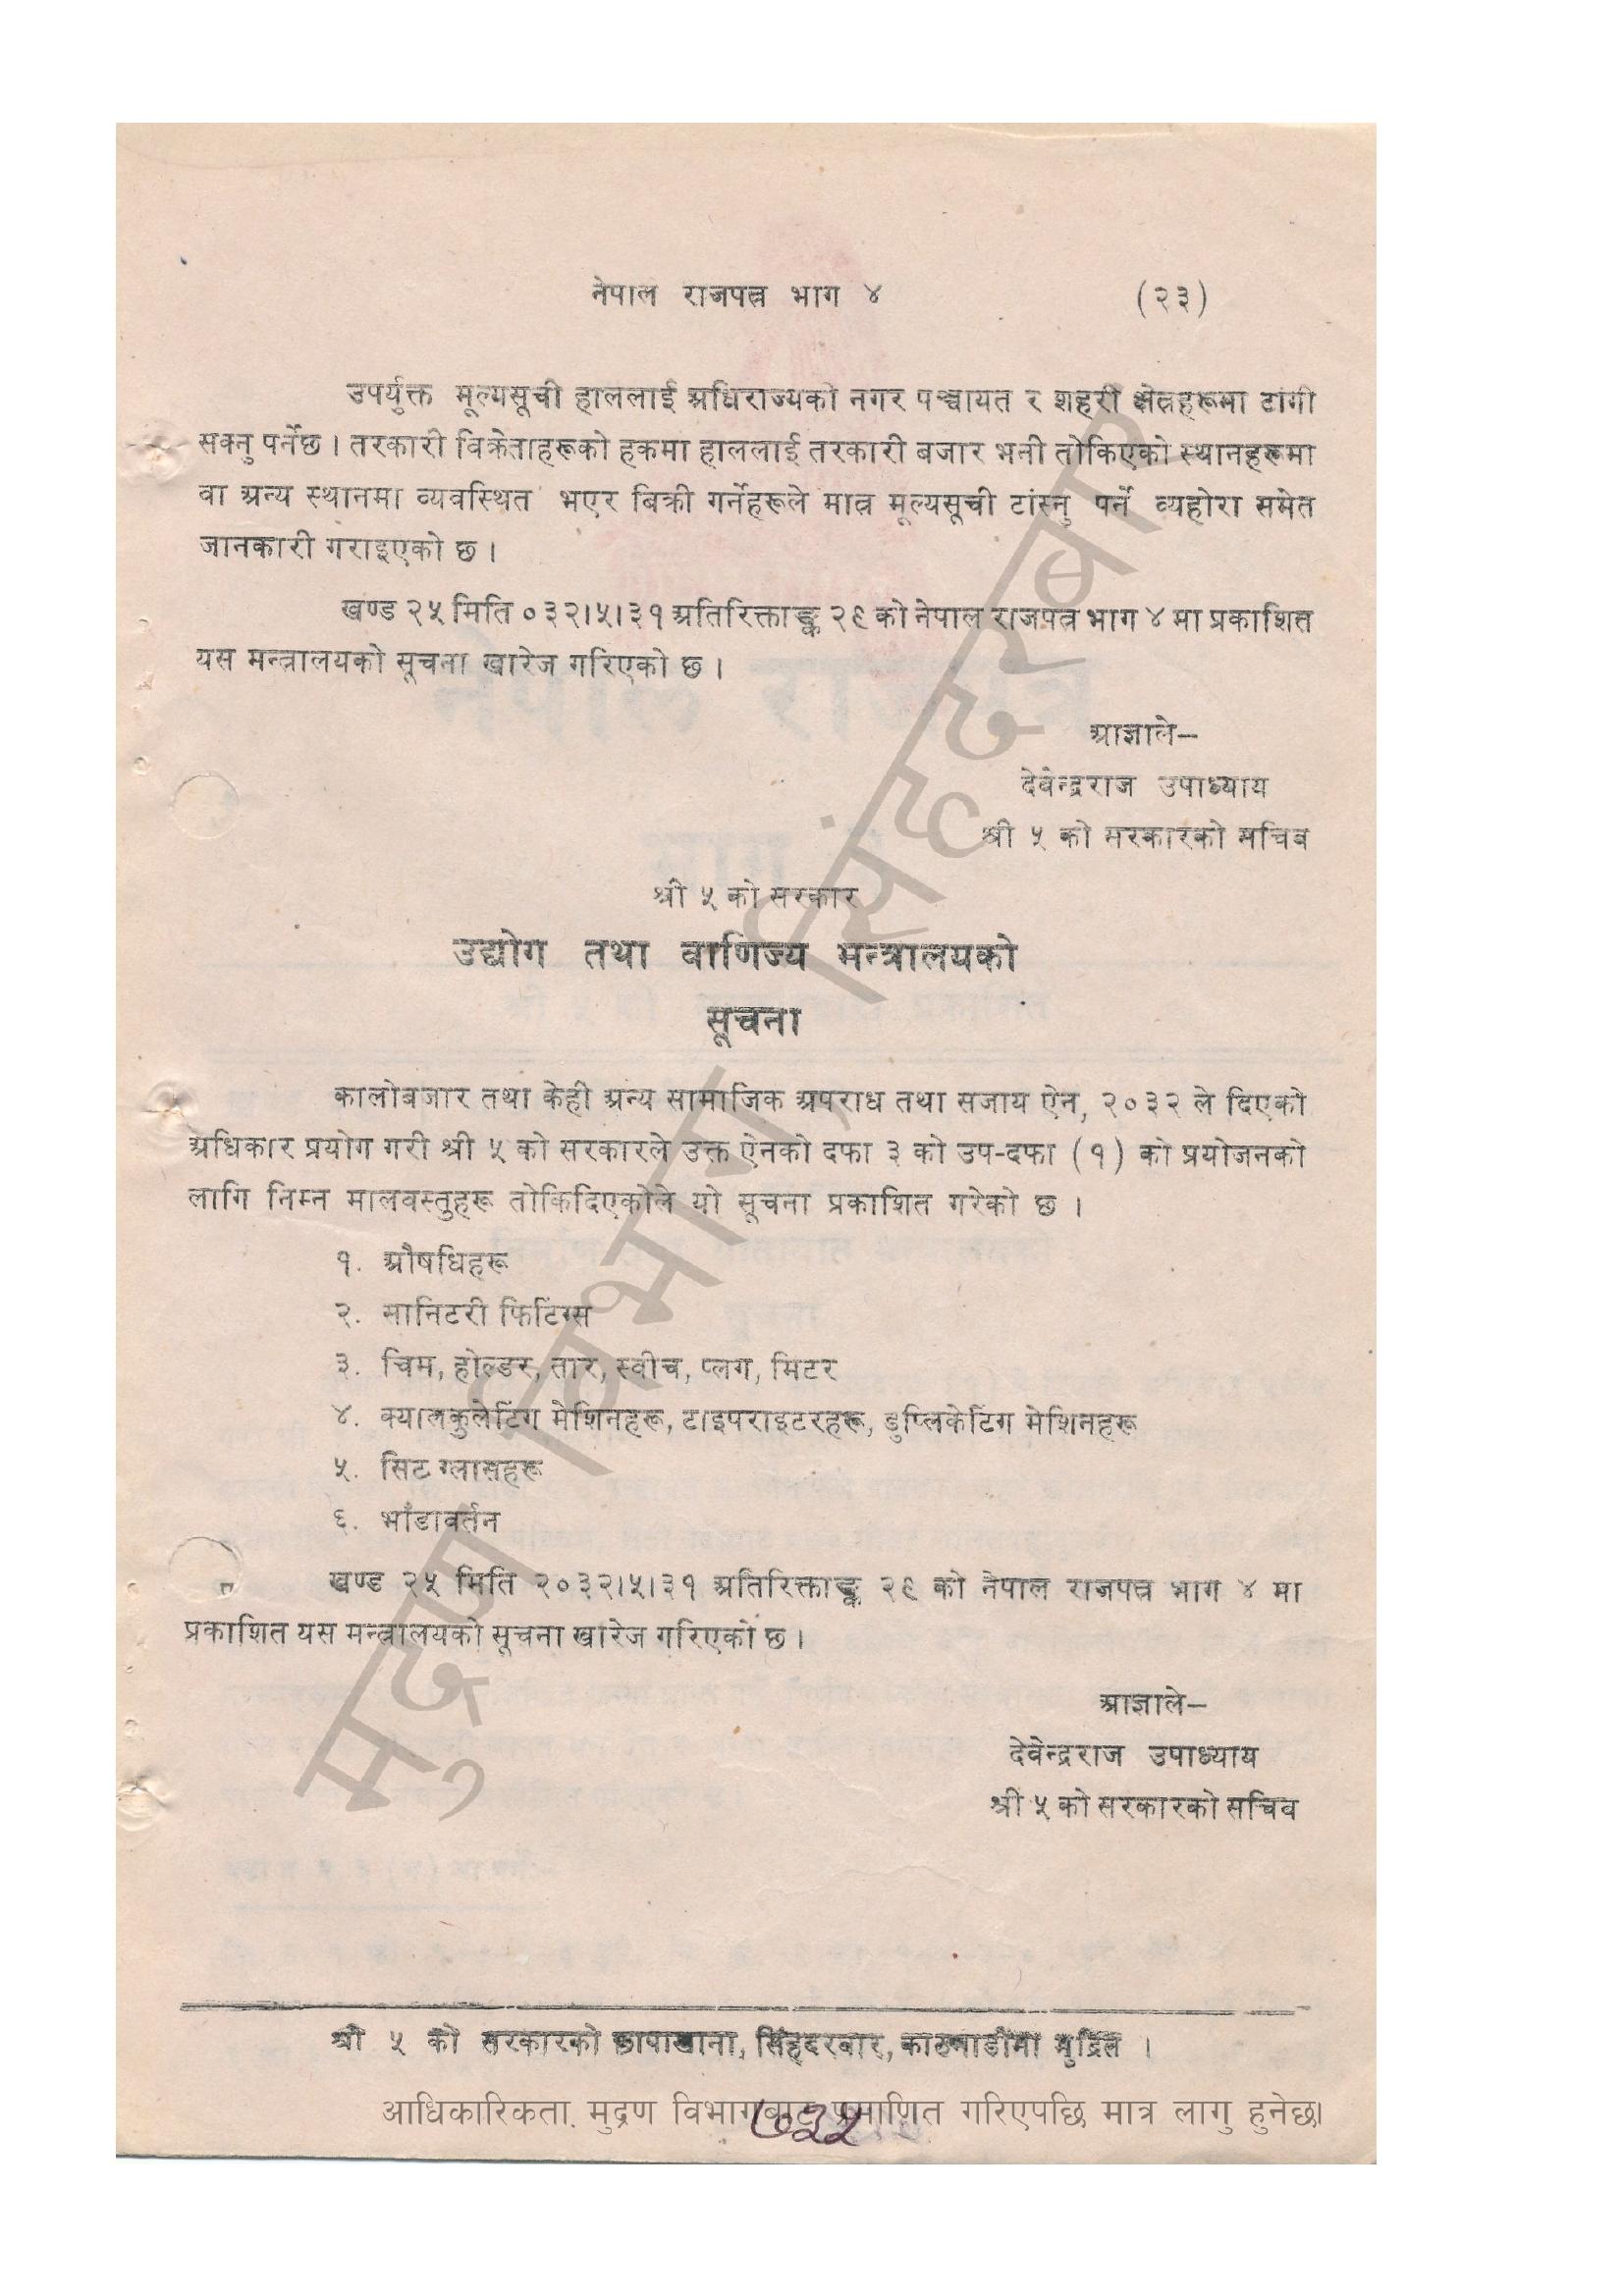 नेपाल राजपत्र भाग ४ (२३)
उपर्युक्त मूल्यसूची हाललाई अधिराज्यको नगर पञ्चायत र शहरी क्षेत्रहरूमा टांगी
सक्नु पर्नेछ । तरकारी विक्रेताहरूको हकमा हाललाई तरकारी बजार भनी तोकिएको स्थानहरूमा
वा अन्य स्थानमा व्यवस्थित भएर बिक्री गर्नेहरूले मात्र मूल्यसूची टांस्नु पर्ने व्यहोरा समेत
जानकारी गराइएको छ ।
खण्ड २५ मिति ०३२।५।३१ अतिरिक्ताङ्क २९ को नेपाल राजपत्र भाग ४ मा प्रकाशित
यस मन्त्रालयको सूचना खारेज गरिएको छ ।
आज्ञाले–
देवेन्द्रराज उपाध्याय
श्री ५ को सरकारको सचिव
श्री ५ को सरकार
उद्योग तथा वाणिज्य मन्त्रालयको
सूचना
कालोबजार तथा केही अन्य सामाजिक अपराध तथा सजाय ऐन, २०३२ ले दिएको
अधिकार प्रयोग गरी श्री ५ को सरकारले उक्त ऐनको दफा ३ को उप-दफा (१) को प्रयोजनको
लागि निम्न मालवस्तुहरू तोकिदिएकोले यो सूचना प्रकाशित गरेको छ ।
१. औषधिहरू
२. सानिटरी फिटिंग्स
३. चिम, होल्डर, तार, स्वीच, प्लग, मिटर
४. क्यालकुलेटिंग मेशिनहरू, टाइपराइटरहरू, डुप्लिकेटिंग मेशिनहरू
५. सिट ग्लासहरू
६. भाँडावर्तन
खण्ड २५ मिति २०३२।५।३१ अतिरिक्ताङ्क २९ को नेपाल राजपत्र भाग ४ मा
प्रकाशित यस मन्त्रालयको सूचना खारेज गरिएको छ ।
आज्ञाले–
देवेन्द्रराज उपाध्याय
श्री ५ को सरकारको सचिव
मुद्रण विभाग, सिंहदरबार
श्री ५ को सरकारको छापाखाना, सिंहदरबार, काठमाडौंमा मुद्रित ।
आधिकारिकता मुद्रण विभागबाट प्रमाणित गरिएपछि मात्र लागु हुनेछ।
७२५